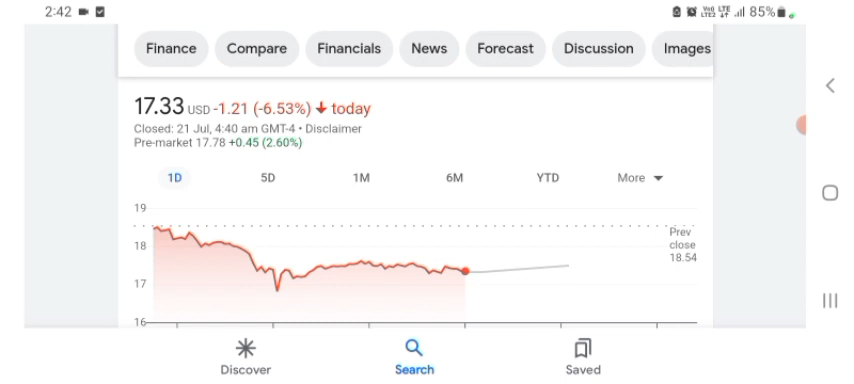 2:42 85%
VoO LTE
LTE2
Finance Compare Financials News Forecast Discussion Images
17.33 USD -1.21 (-6.53%) ↓ today
Closed: 21 Jul, 4:40 am GMT-4 • Disclaimer
Pre-market 17.78 +0.45 (2.60%)
1D 5D 1M 6M YTD More
19
18
17
16
Prev
close
18.54
Discover Search Saved